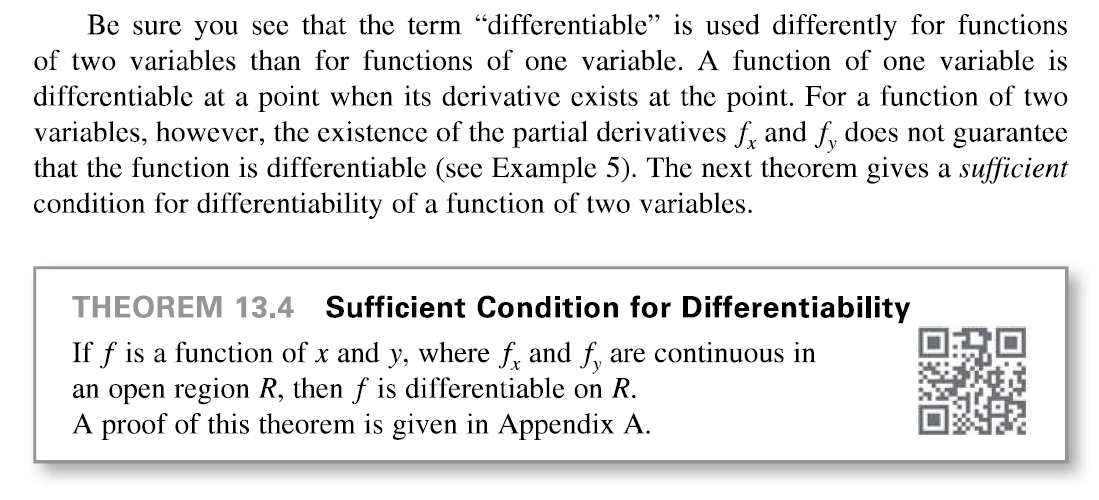 Be sure you see that the term “differentiable” is used differently for functions
of two variables than for functions of one variable. A function of one variable is
differentiable at a point when its derivative exists at the point. For a function of two
variables, however, the existence of the partial derivatives fx and fy does not guarantee
that the function is differentiable (see Example 5). The next theorem gives a sufficient
condition for differentiability of a function of two variables.
THEOREM 13.4 Sufficient Condition for Differentiability
If f is a function of x and y, where fx and fy are continuous in
an open region R, then f is differentiable on R.
A proof of this theorem is given in Appendix A.